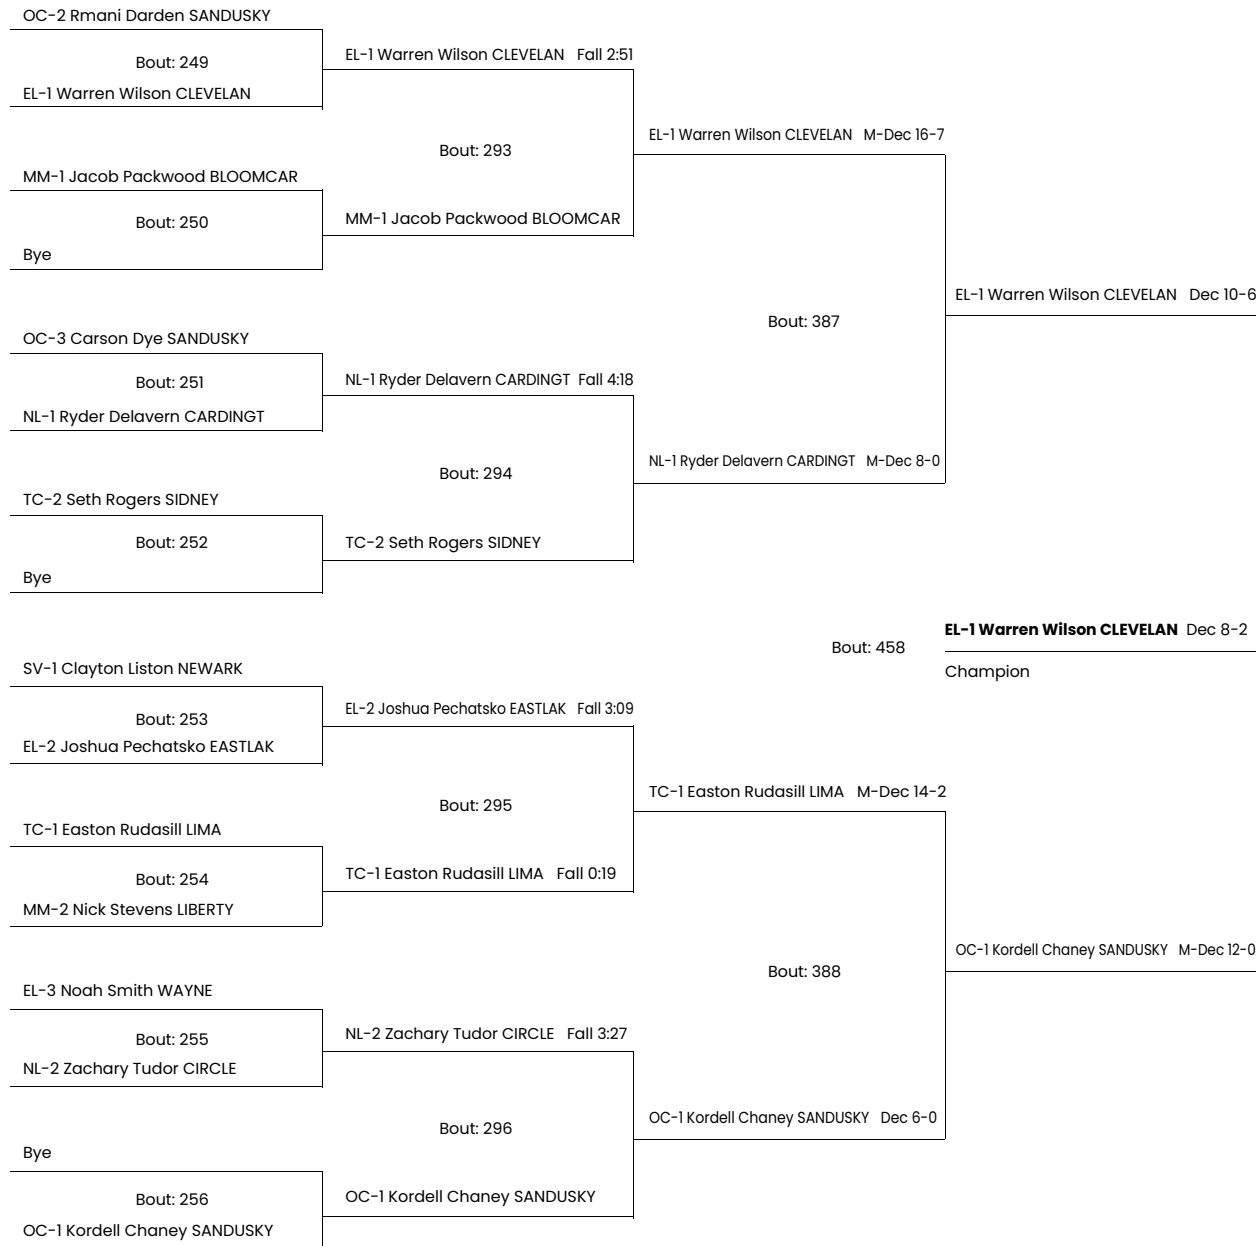 OC-2 Rmani Darden SANDUSKY
Bout: 249
EL-1 Warren Wilson CLEVELAN
MM-1 Jacob Packwood BLOOMCAR
Bout: 250
Bye
OC-3 Carson Dye SANDUSKY
Bout: 251
NL-1 Ryder Delavern CARDINGT
TC-2 Seth Rogers SIDNEY
Bout: 252
Bye
SV-1 Clayton Liston NEWARK
Bout: 253
EL-2 Joshua Pechatsko EASTLAK
TC-1 Easton Rudasill LIMA
Bout: 254
MM-2 Nick Stevens LIBERTY
EL-3 Noah Smith WAYNE
Bout: 255
NL-2 Zachary Tudor CIRCLE
Bye
Bout: 256
OC-1 Kordell Chaney SANDUSKY
EL-1 Warren Wilson CLEVELAN Fall 2:51
Bout: 293
MM-1 Jacob Packwood BLOOMCAR
NL-1 Ryder Delavern CARDINGT Fall 4:18
Bout: 294
TC-2 Seth Rogers SIDNEY
EL-2 Joshua Pechatsko EASTLAK Fall 3:09
Bout: 295
TC-1 Easton Rudasill LIMA Fall 0:19
NL-2 Zachary Tudor CIRCLE Fall 3:27
Bout: 296
OC-1 Kordell Chaney SANDUSKY
EL-1 Warren Wilson CLEVELAN M-Dec 16-7
Bout: 387
NL-1 Ryder Delavern CARDINGT M-Dec 8-0
TC-1 Easton Rudasill LIMA M-Dec 14-2
Bout: 388
OC-1 Kordell Chaney SANDUSKY Dec 6-0
EL-1 Warren Wilson CLEVELAN Dec 10-6
Bout: 458
EL-1 Warren Wilson CLEVELAN Dec 8-2
Champion
OC-1 Kordell Chaney SANDUSKY M-Dec 12-0